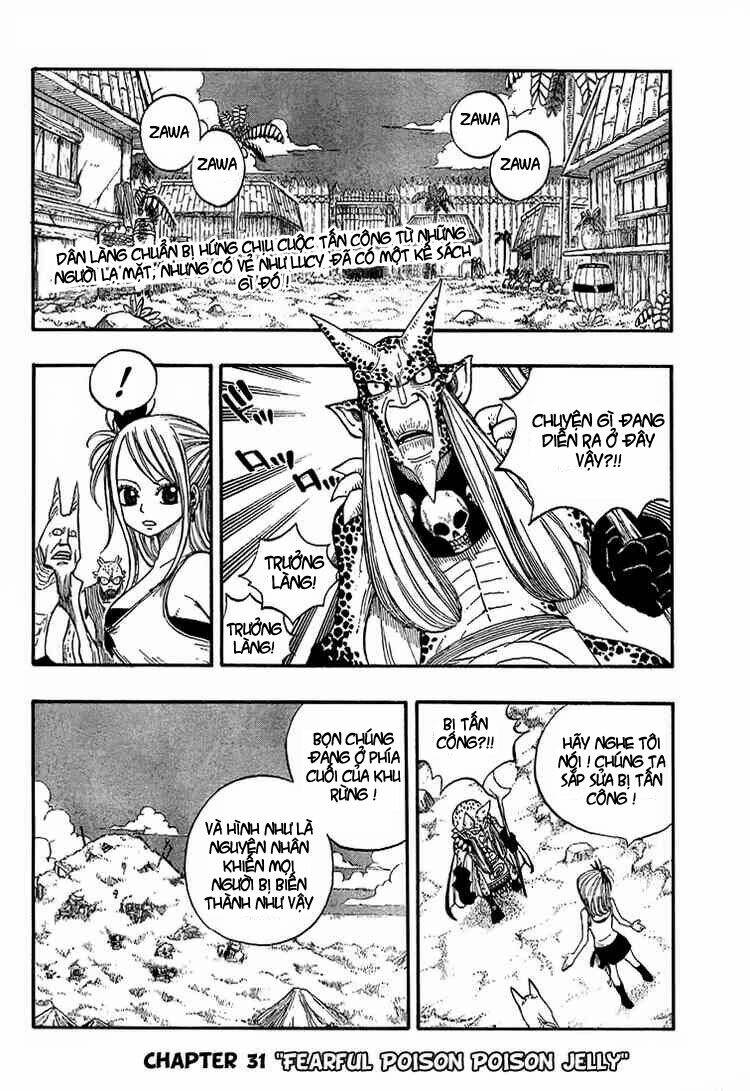 ZAWA
ZAWA
ZAWA
ZAWA
DÂN LÀNG CHUẨN BỊ HỨNG CHỊU CUỘC TẤN CÔNG TỪ NHỮNG
NGƯỜI LẠ MẶT, NHƯNG CÓ VẺ NHƯ LUCY ĐÃ CÓ MỘT KẾ SÁCH
GÌ ĐÓ !
!
CHUYỆN GÌ ĐANG
DIỄN RA Ở ĐÂY
VẬY?!!
TRƯỞNG
LÀNG!
TRƯỞNG
LÀNG!
BỌN CHÚNG
ĐANG Ở PHÍA
CUỐI CỦA KHU
RỪNG !
VÀ HÌNH NHƯ LÀ
NGUYÊN NHÂN
KHIẾN MỌI
NGƯỜI BỊ BIẾN
THÀNH NHƯ VẬY
BỊ TẤN
CÔNG?!!
HÃY NGHE TÔI
NÓI ! CHÚNG TA
SẮP SỬA BỊ TẤN
CÔNG !
CHAPTER 31 "FEARFUL POISON POISON JELLY"